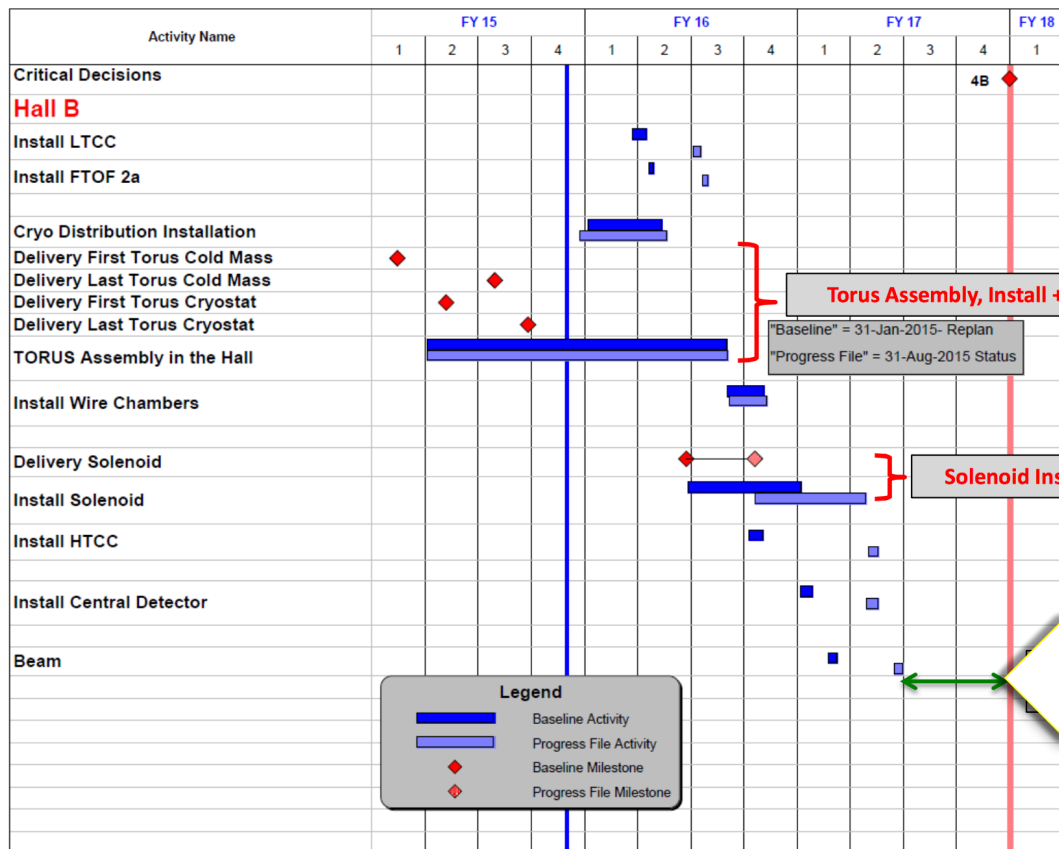 Activity Name
FY 15 FY 16 FY 17 FY 18
1 2 3 4 1 2 3 4 1 2 3 4 1
Critical Decisions
4B
Hall B
Install LTCC
Install FTOF 2a
Cryo Distribution Installation
Delivery First Torus Cold Mass
Delivery Last Torus Cold Mass
Delivery First Torus Cryostat
Torus Assembly, Install +
Delivery Last Torus Cryostat
"Baseline" = 31-Jan-2015- Replan
TORUS Assembly in the Hall
"Progress File" = 31-Aug-2015 Status
Install Wire Chambers
Delivery Solenoid
Solenoid Ins
Install Solenoid
Install HTCC
Install Central Detector
Beam
Legend
Baseline Activity
Progress File Activity
Baseline Milestone
Progress File Milestone